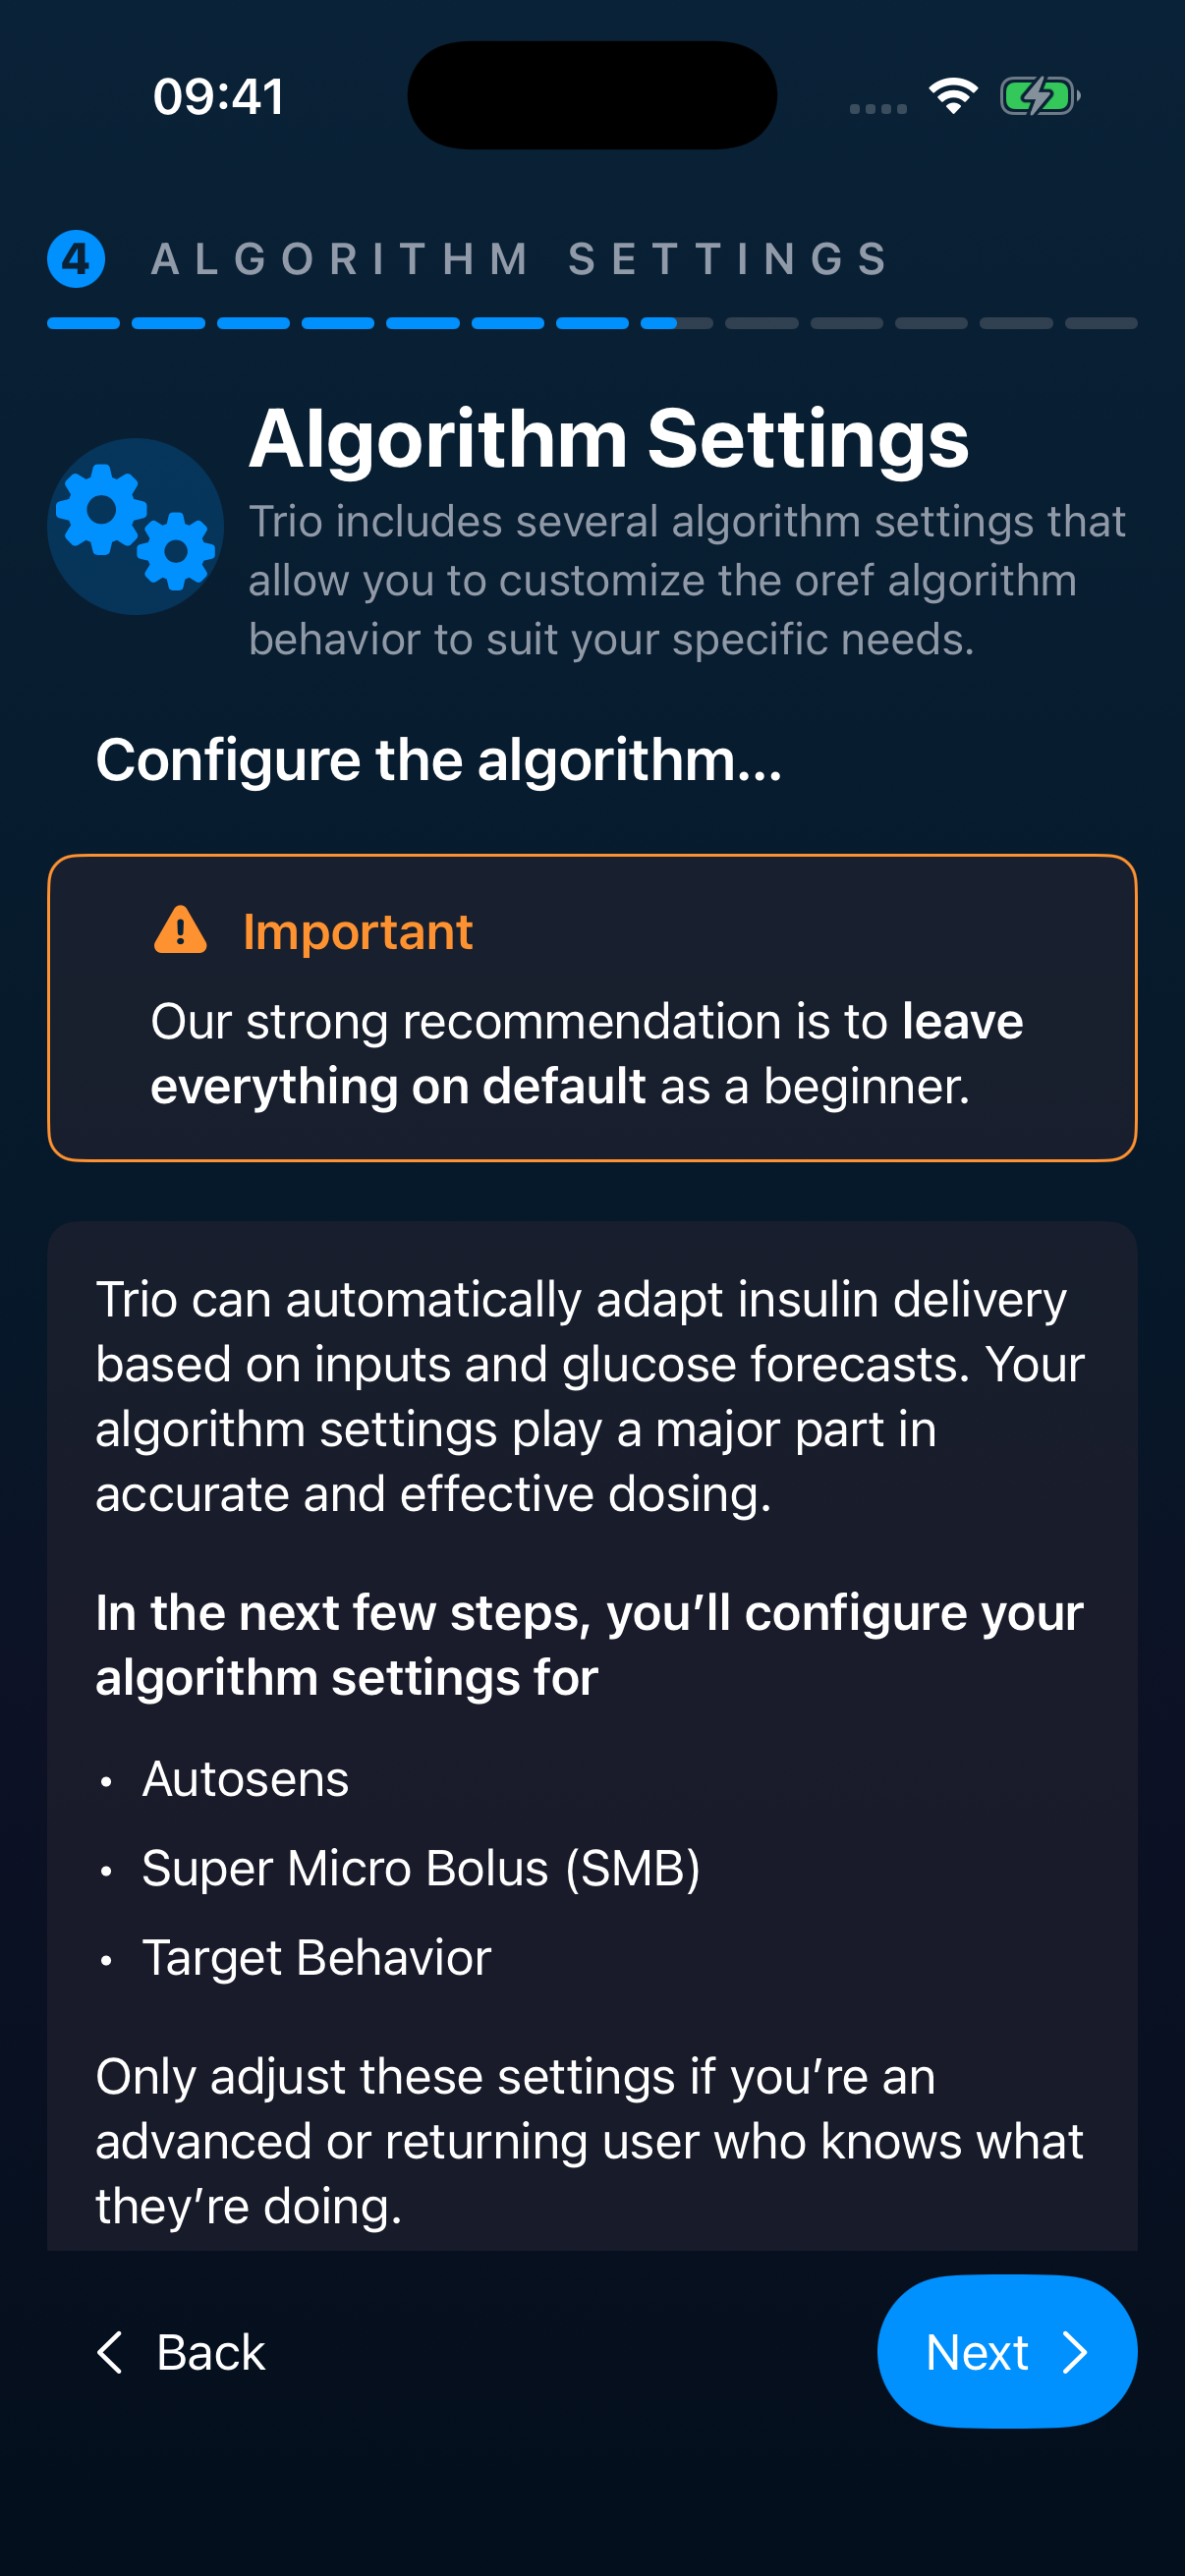 09:41
4 ALGORITHM SETTINGS
Algorithm Settings
Trio includes several algorithm settings that
allow you to customize the oref algorithm
behavior to suit your specific needs.
Configure the algorithm...
Important
Our strong recommendation is to leave
everything on default as a beginner.
Trio can automatically adapt insulin delivery
based on inputs and glucose forecasts. Your
algorithm settings play a major part in
accurate and effective dosing.
In the next few steps, you’ll configure your
algorithm settings for
• Autosens
• Super Micro Bolus (SMB)
• Target Behavior
Only adjust these settings if you’re an
advanced or returning user who knows what
they’re doing.
Back
Next